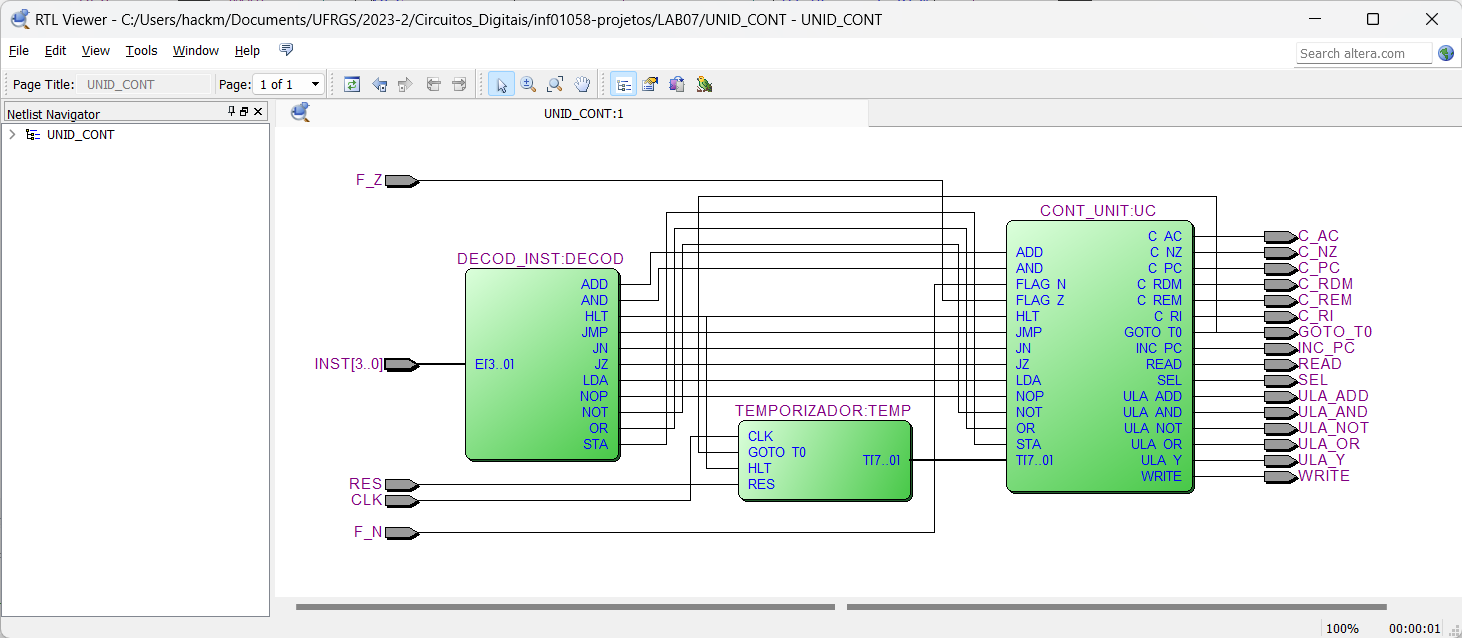 RTL Viewer - C:/Users/hackm/Documents/UFRGS/2023-2/Circuitos_Digitais/inf01058-projetos/LAB07/UNID_CONT - UNID_CONT
File Edit View Tools Window Help
Search altera.com
Page Title: UNID_CONT Page: 1 of 1
Netlist Navigator
UNID_CONT
UNID_CONT:1
F_Z
INST[3..0]
RES
CLK
F_N
DECOD_INST:DECOD
E[3..0]
ADD
AND
HLT
JMP
JN
JZ
LDA
NOP
NOT
OR
STA
TEMPORIZADOR:TEMP
CLK
GOTO_T0
HLT
RES
T[7..0]
CONT_UNIT:UC
ADD
AND
FLAG_N
FLAG_Z
HLT
JMP
JN
JZ
LDA
NOP
NOT
OR
STA
T[7..0]
C_AC
C_NZ
C_PC
C_RDM
C_REM
C_RI
GOTO_T0
INC_PC
READ
SEL
ULA_ADD
ULA_AND
ULA_NOT
ULA_OR
ULA_Y
WRITE
C_AC
C_NZ
C_PC
C_RDM
C_REM
C_RI
GOTO_T0
INC_PC
READ
SEL
ULA_ADD
ULA_AND
ULA_NOT
ULA_OR
ULA_Y
WRITE
100% 00:00:01